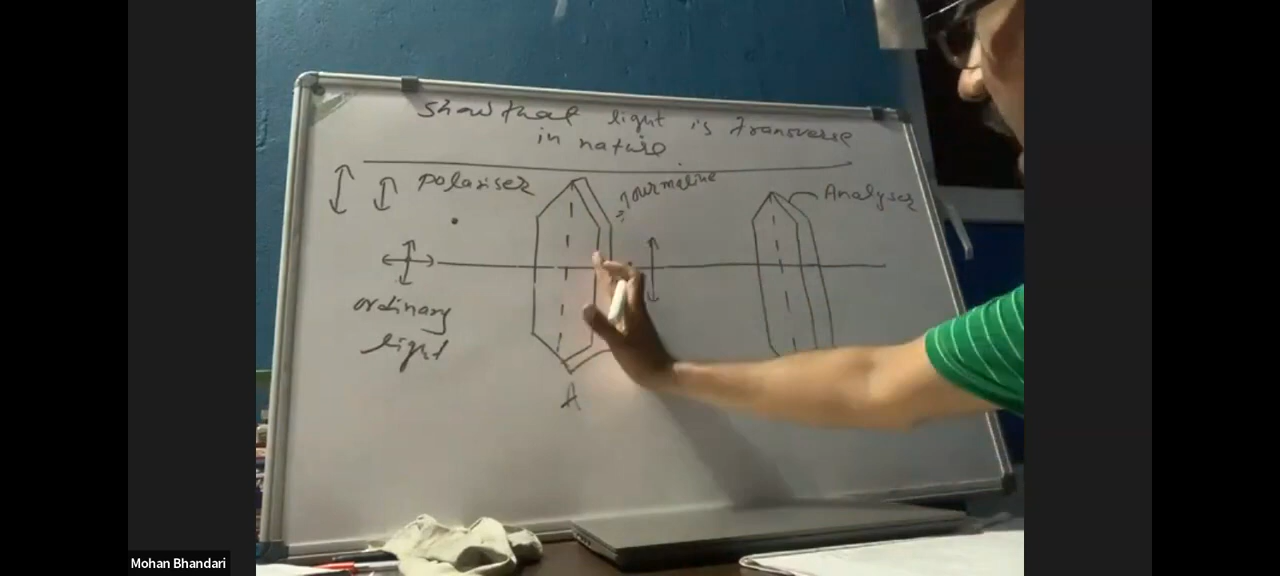 Show that light is transverse
in nature
polariser
Tourmaline
Analyser
ordinary
light
A
Mohan Bhandari